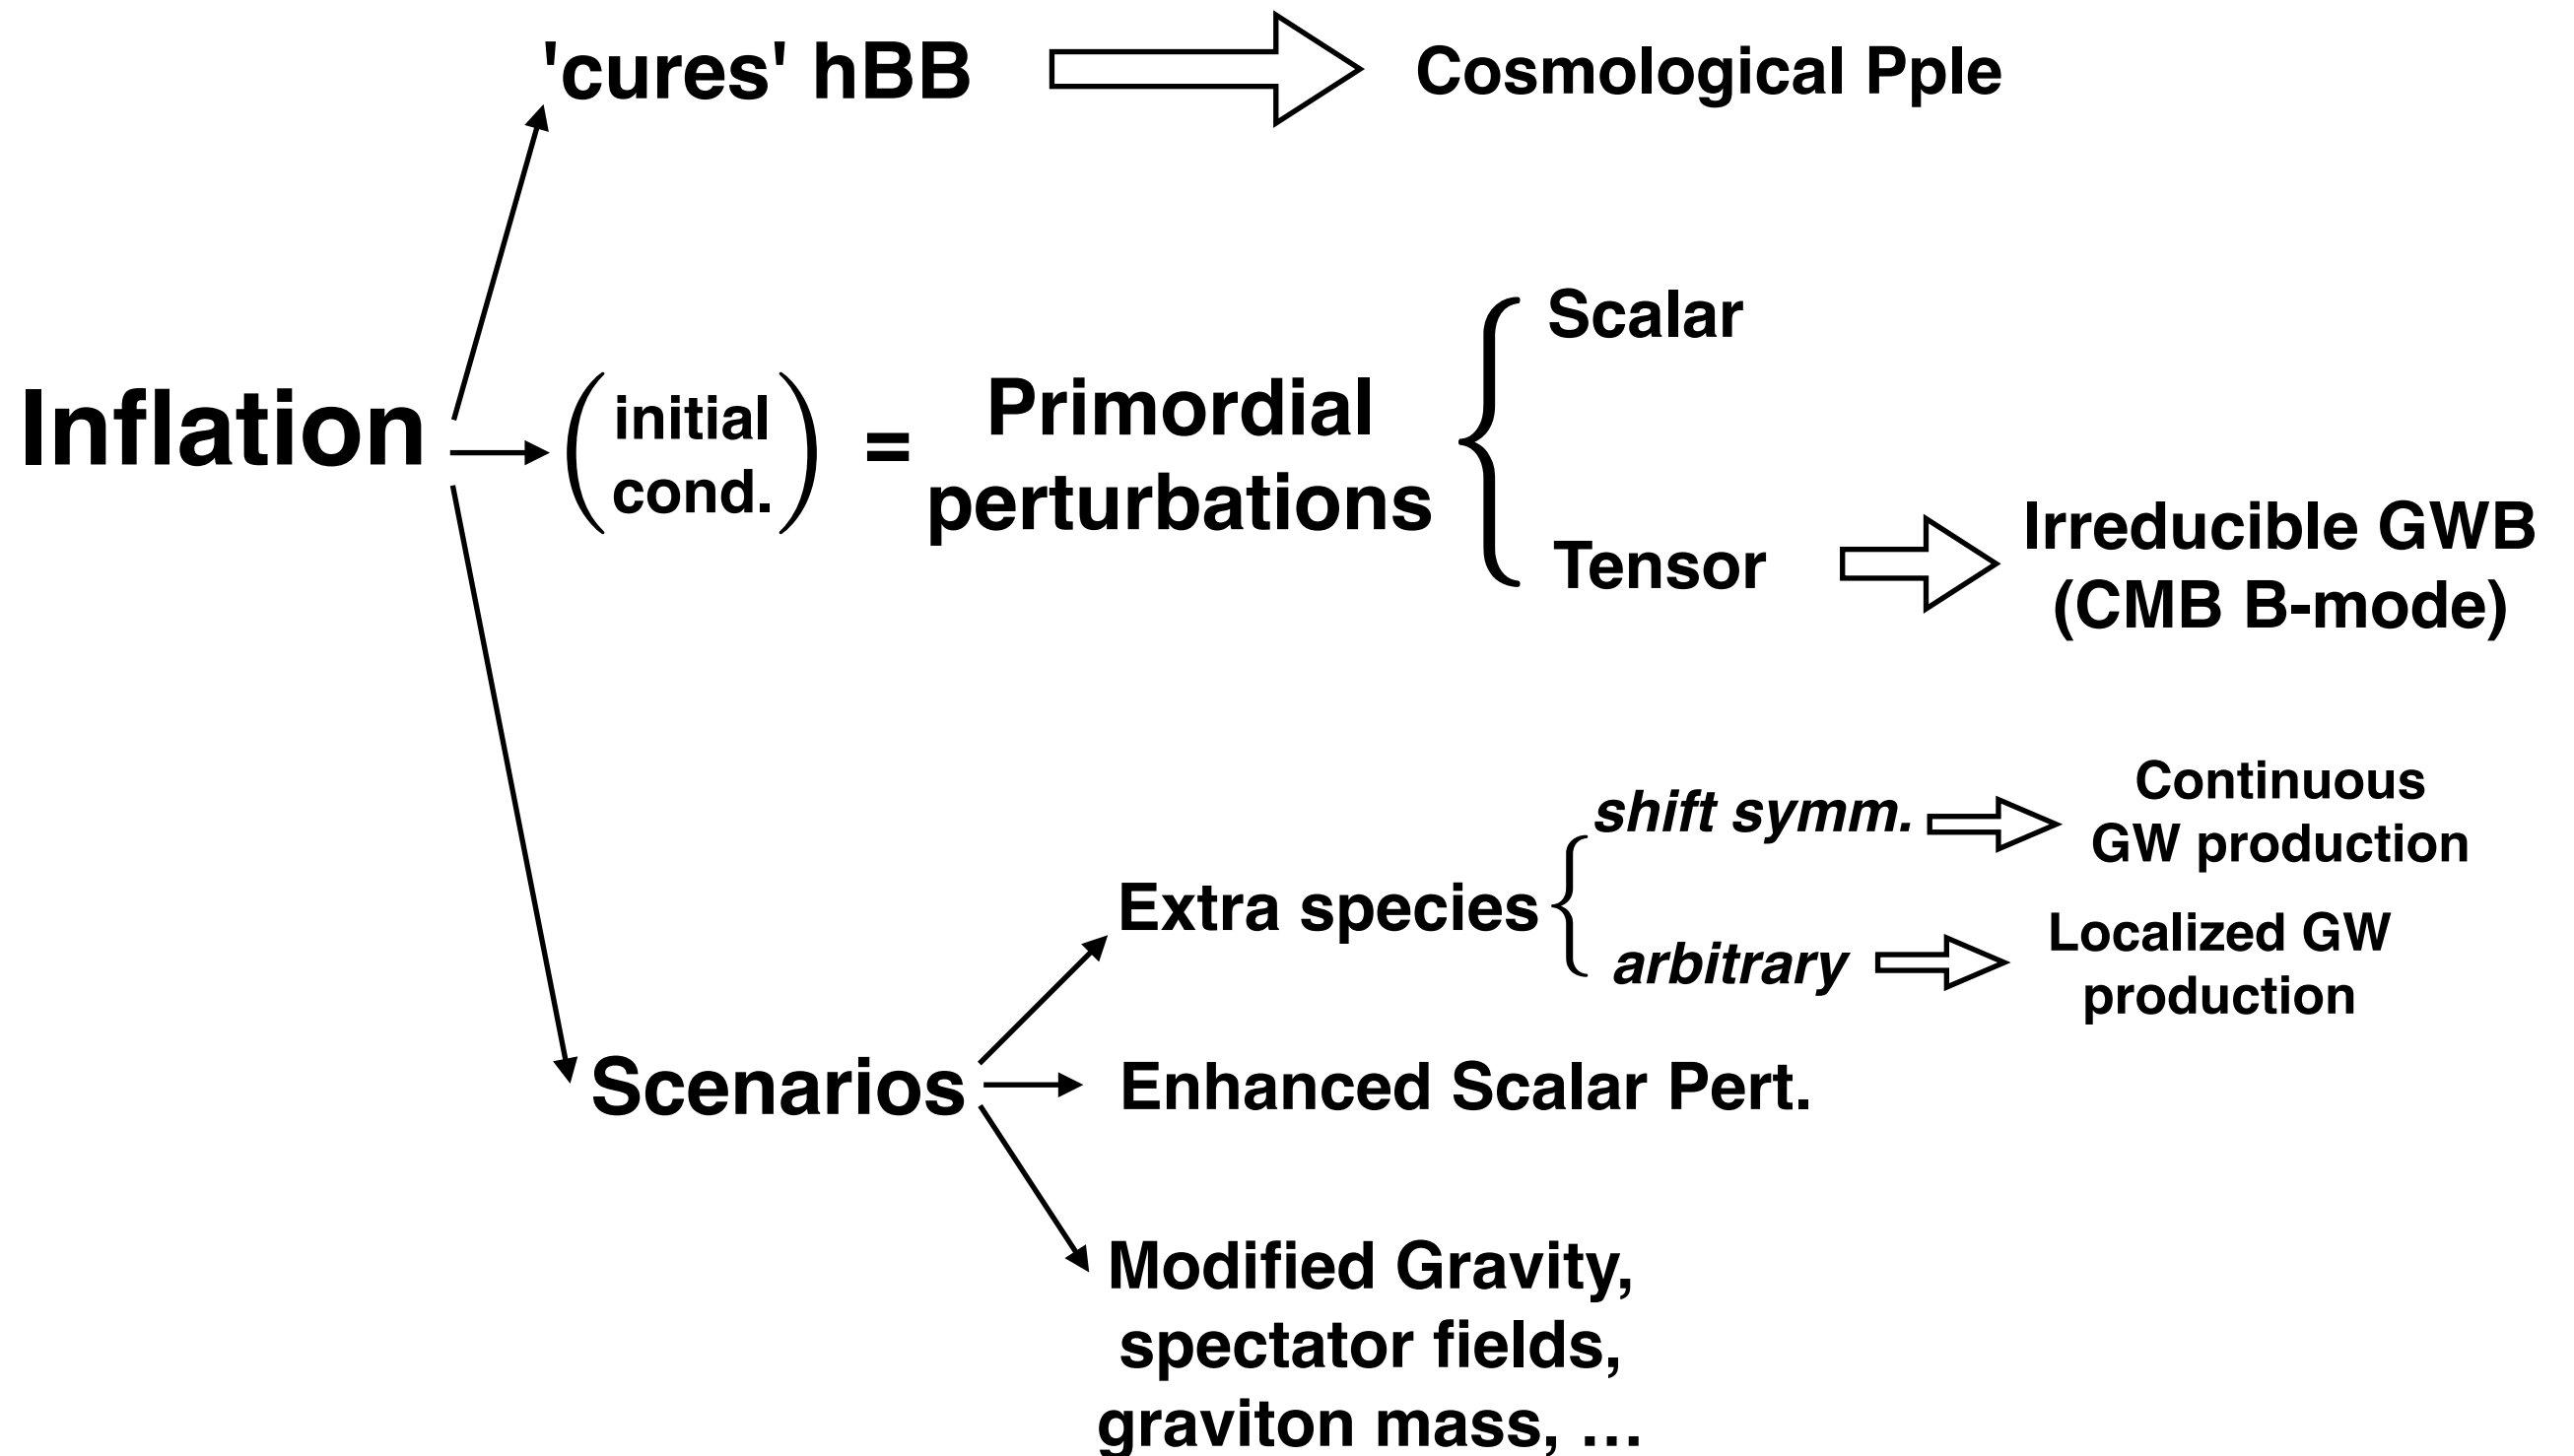 'cures' hBB
Cosmological Pple
Inflation
initial
cond.
=
Primordial
perturbations
Scalar
Tensor
Irreducible GWB
(CMB B-mode)
Scenarios
Extra species
shift symm.
Continuous
GW production
arbitrary
Localized GW
production
Enhanced Scalar Pert.
Modified Gravity,
spectator fields,
graviton mass, …